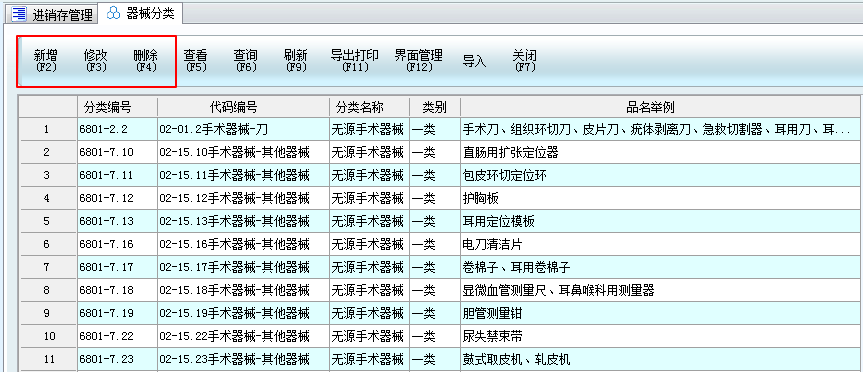 进销存管理 器械分类
新增 修改 删除 查看 查询 刷新 导出打印 界面管理 导入 关闭
(F2) (F3) (F4) (F5) (F6) (F9) (F11) (F12) (F7)
分类编号 代码编号 分类名称 类别 品名举例
1 6801-2.2 02-01.2手术器械-刀 无源手术器械 一类 手术刀、组织环切刀、皮片刀、疣体剥离刀、急救切割器、耳用刀、耳...
2 6801-7.10 02-15.10手术器械-其他器械 无源手术器械 一类 直肠用扩张定位器
3 6801-7.11 02-15.11手术器械-其他器械 无源手术器械 一类 包皮环切定位环
4 6801-7.12 02-15.12手术器械-其他器械 无源手术器械 一类 护胸板
5 6801-7.13 02-15.13手术器械-其他器械 无源手术器械 一类 耳用定位模板
6 6801-7.16 02-15.16手术器械-其他器械 无源手术器械 一类 电刀清洁片
7 6801-7.17 02-15.17手术器械-其他器械 无源手术器械 一类 卷棉子、耳用卷棉子
8 6801-7.18 02-15.18手术器械-其他器械 无源手术器械 一类 显微血管测量尺、耳鼻喉科用测量器
9 6801-7.19 02-15.19手术器械-其他器械 无源手术器械 一类 胆管测量钳
10 6801-7.22 02-15.22手术器械-其他器械 无源手术器械 一类 尿失禁束带
11 6801-7.23 02-15.23手术器械-其他器械 无源手术器械 一类 鼓式取皮机、轧皮机